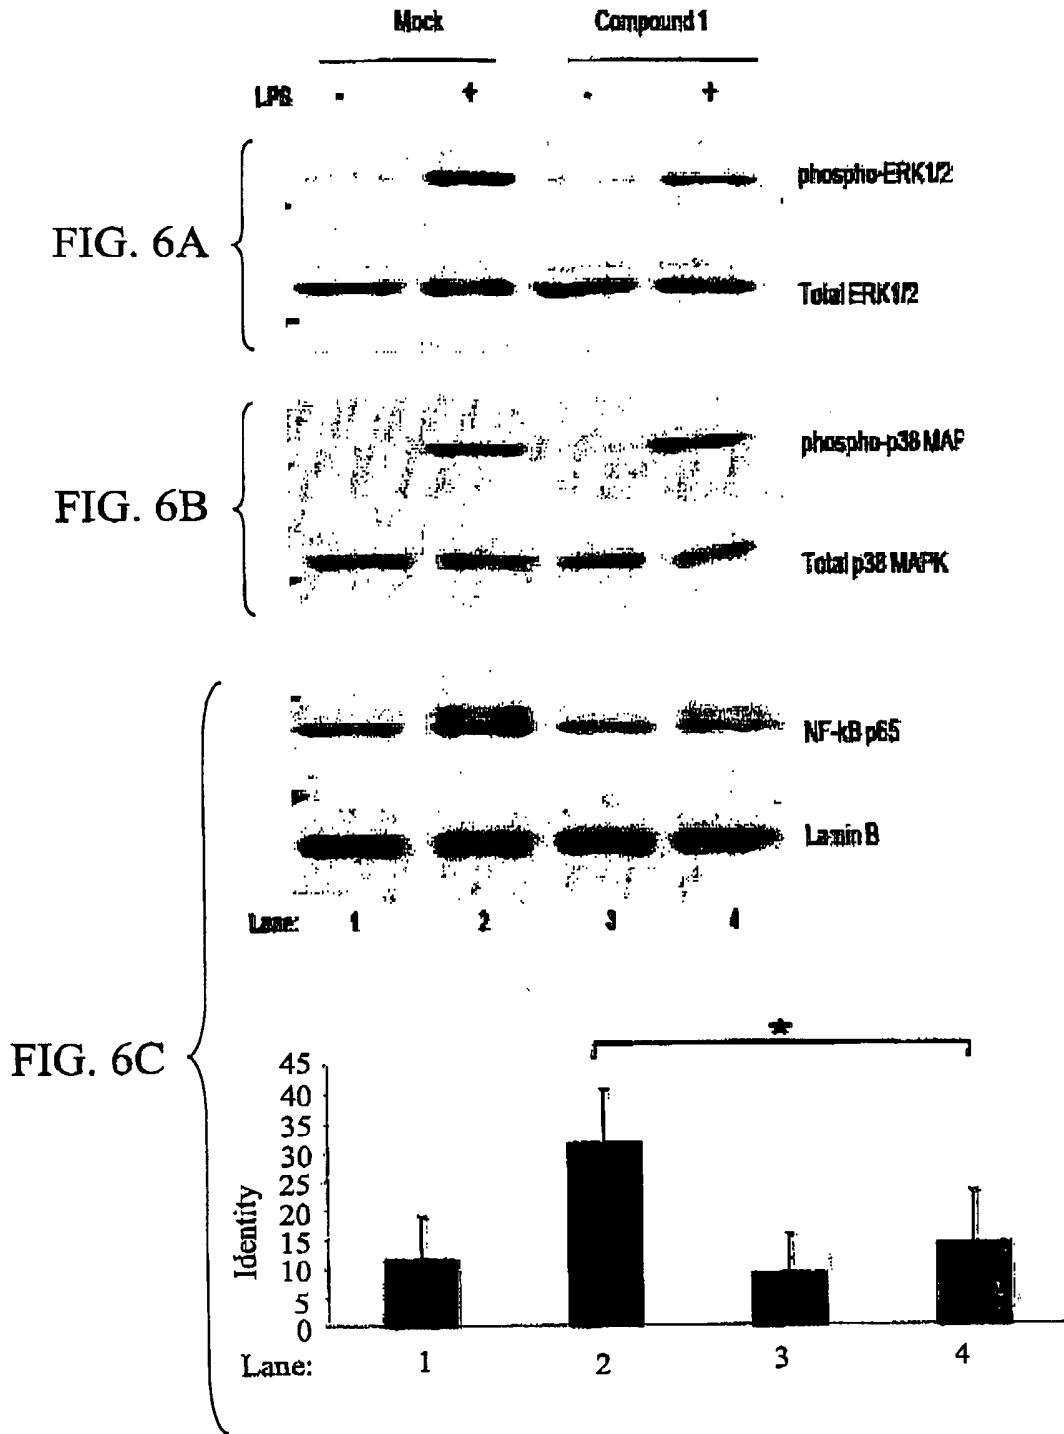 Mock Compound 1
LPS - + - +
FIG. 6A
phospho-ERK1/2
Total ERK1/2
FIG. 6B
phospho-p38 MAP
Total p38 MAPK
FIG. 6C
NF-kB p65
Lamin B
Lane: 1 2 3 4
*
45
40
35
30
25
20
15
10
5
0
Identity
Lane: 1 2 3 4